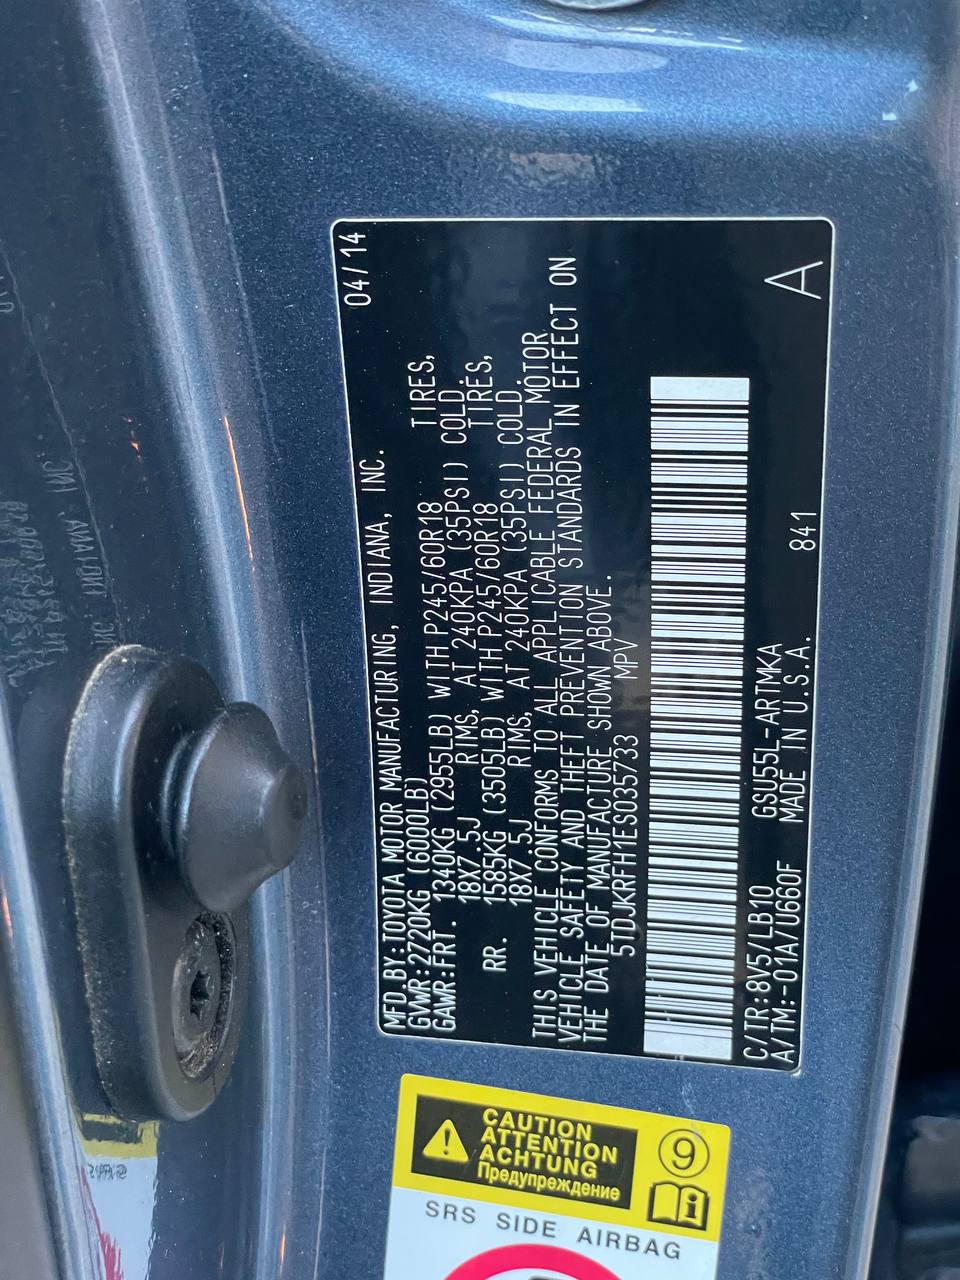 MFD.BY:TOYOTA MOTOR MANUFACTURING, INDIANA, INC. 04/14
GVWR:2720KG (6000LB)
GAWR:FRT. 1340KG (2955LB) WITH P245/60R18 TIRES,
18X7.5J RIMS, AT 240KPA (35PSI) COLD.
RR. 1585KG (3505LB) WITH P245/60R18 TIRES,
18X7.5J RIMS, AT 240KPA (35PSI) COLD.
THIS VEHICLE CONFORMS TO ALL APPLICABLE FEDERAL MOTOR
VEHICLE SAFETY AND THEFT PREVENTION STANDARDS IN EFFECT ON
THE DATE OF MANUFACTURE SHOWN ABOVE.
5TDJKRFH1ES035733 MPV
C/TR:8V5/LB10 GSU55L-ARTMKA
A/TM:-01A/U660F MADE IN U.S.A. 841 A
CAUTION
ATTENTION
ACHTUNG
Предупреждение
9
i
SRS SIDE AIRBAG